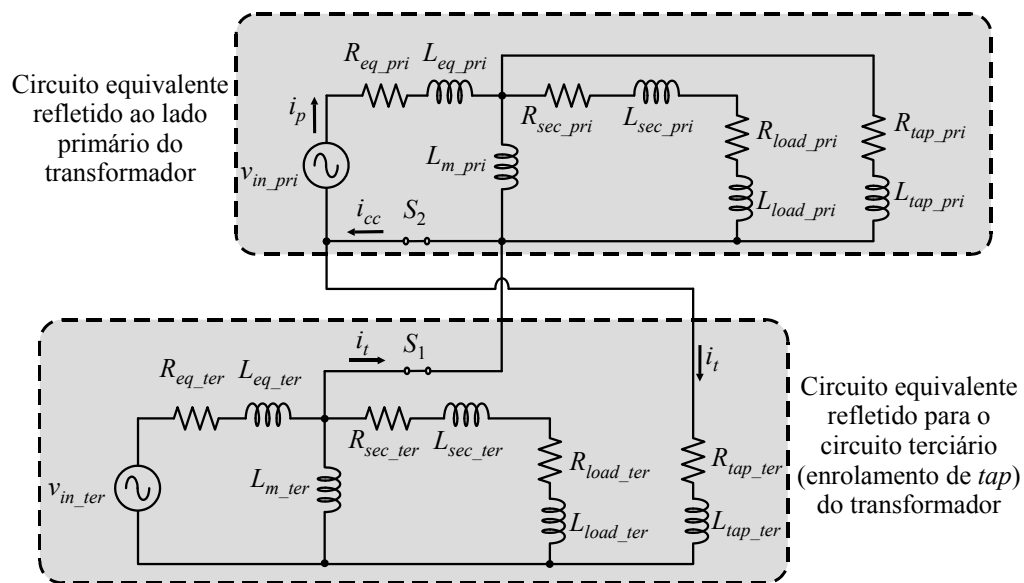 Circuito equivalente
refletido ao lado
primário do
transformador
R_eq_pri
L_eq_pri
i_p
v_in_pri
R_sec_pri
L_sec_pri
L_m_pri
R_load_pri
L_load_pri
R_tap_pri
L_tap_pri
i_cc
S_2
i_t
S_1
R_eq_ter
L_eq_ter
v_in_ter
L_m_ter
R_sec_ter
L_sec_ter
R_load_ter
L_load_ter
i_t
R_tap_ter
L_tap_ter
Circuito equivalente
refletido para o
circuito terciário
(enrolamento de tap)
do transformador